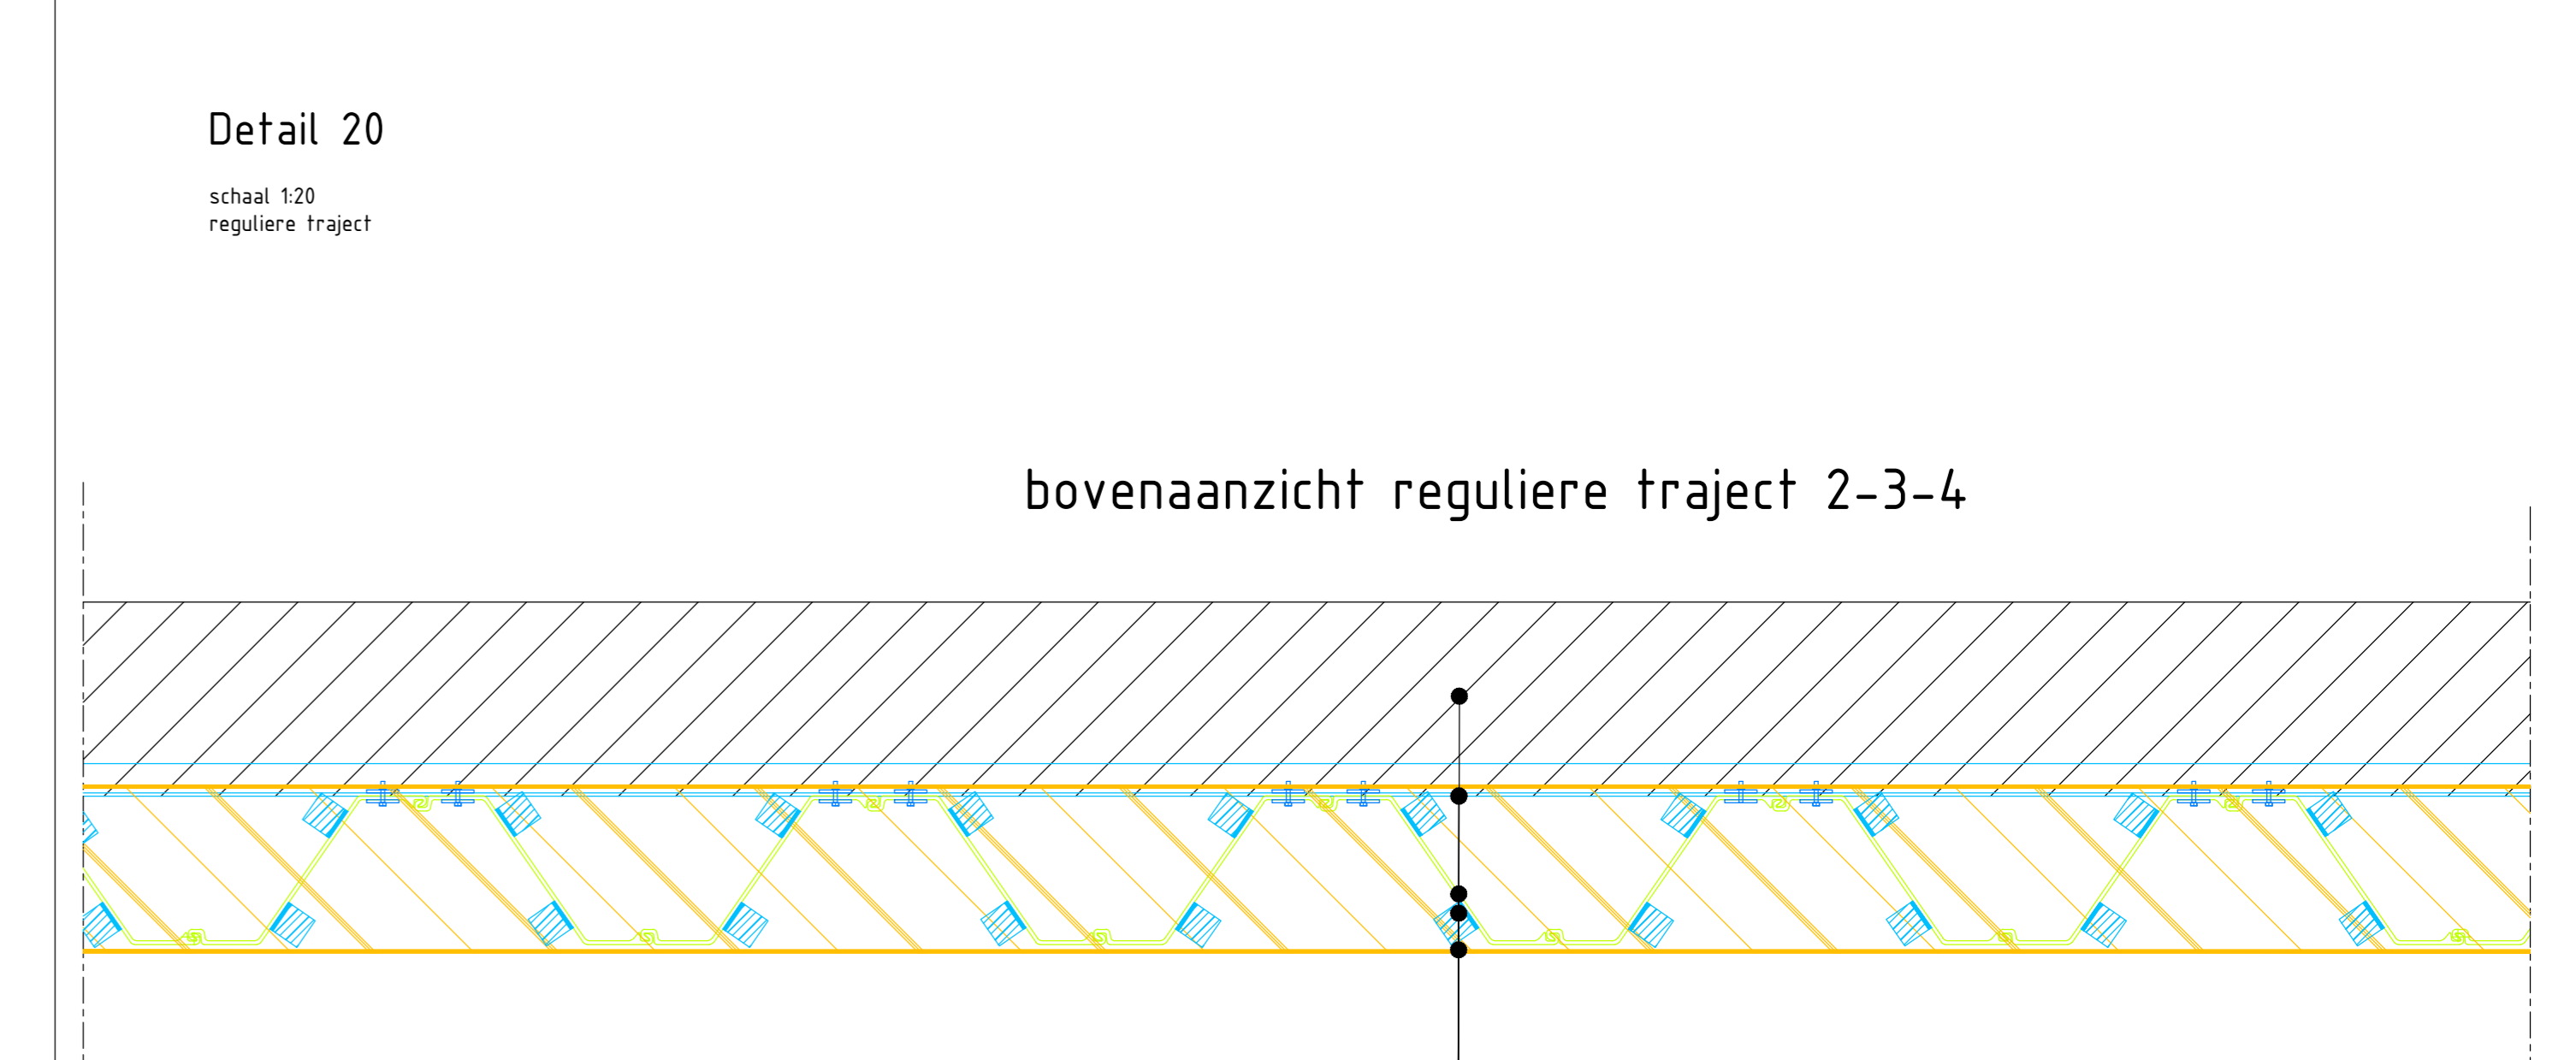 Detail 20
schaal 1:20
reguliere traject
bovenaanzicht reguliere traject 2-3-4